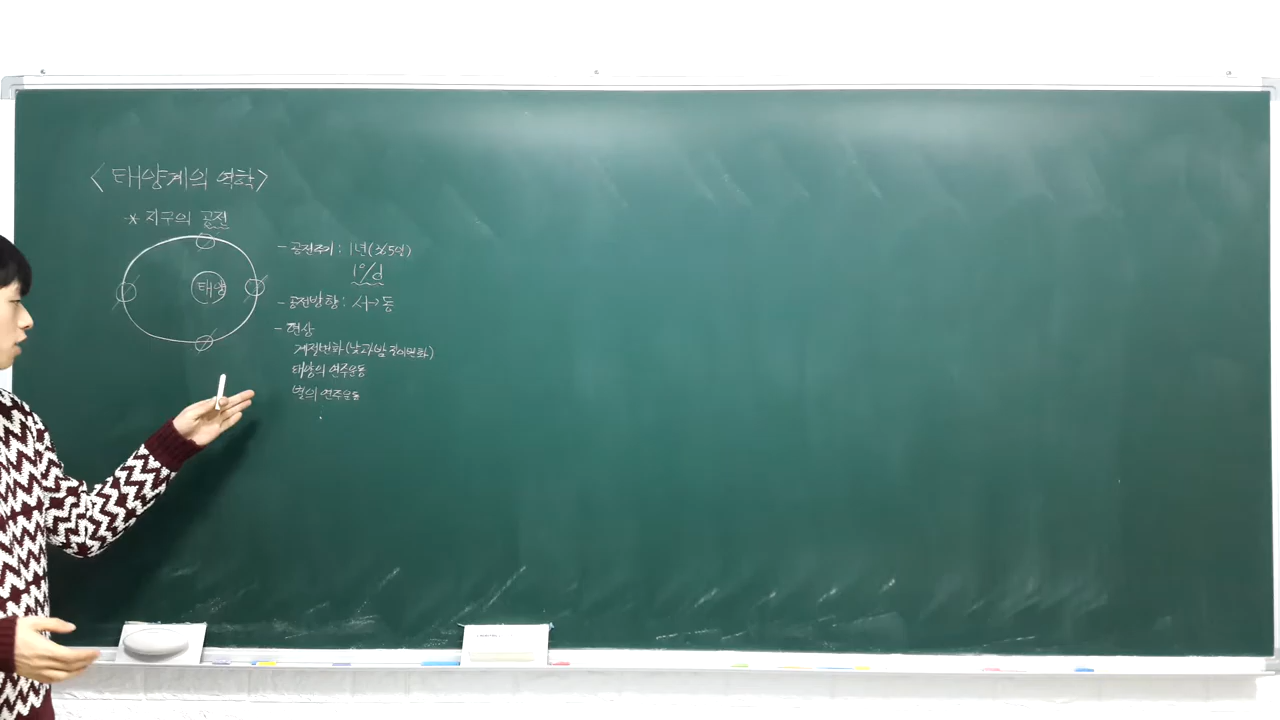 <태양계의 역학>
* 지구의 공전
태양
- 공전주기 : 1년(365일)
1°/d
- 공전방향 : 서→동
- 현상
계절변화(낮과 밤 길이변화)
태양의 연주운동
별의 연주운동